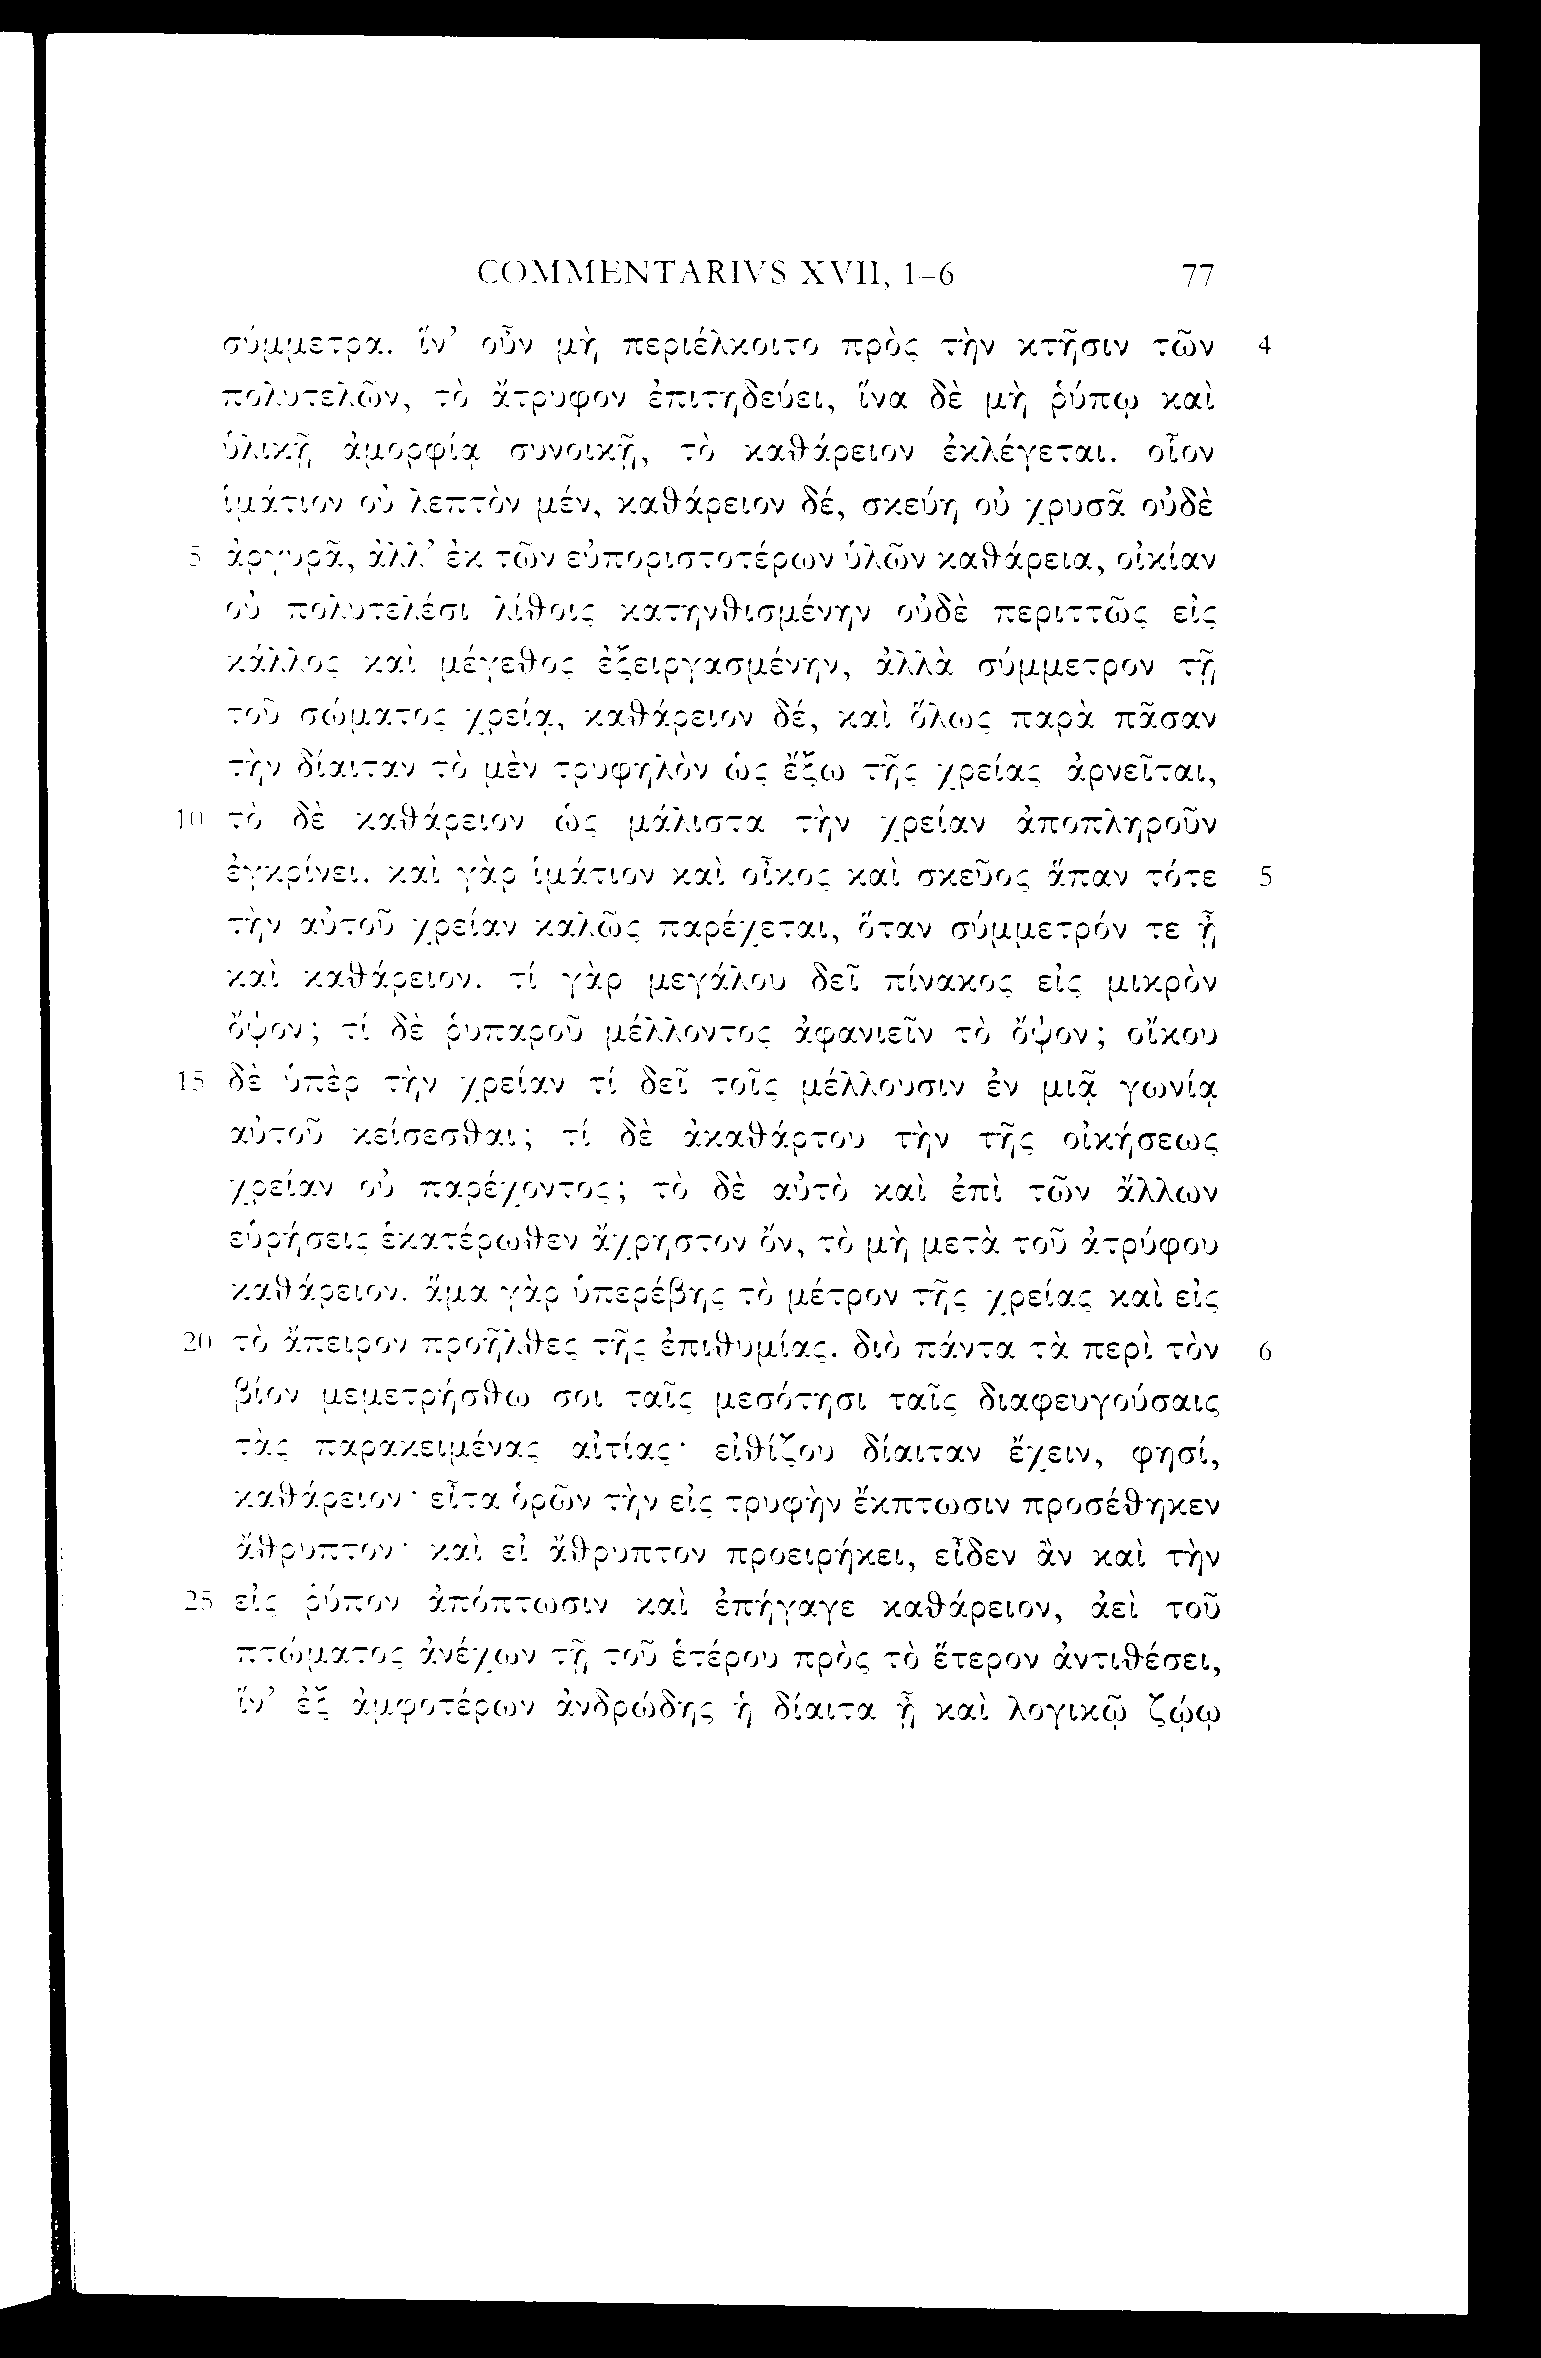 COMMENTARIVS XVII, 1–6 77
σύμμετρα. ἵν’ οὖν μὴ περιέλκοιτο πρὸς τὴν κτῆσιν τῶν 4
πολυτελῶν, τὸ ἄτρυφον ἐπιτηδεύει, ἵνα δὲ μὴ ῥύπῳ καὶ
ὑλικῇ ἀμορφίᾳ συνοικῇ, τὸ καθάρειον ἐκλέγεται. οἷον
ἱμάτιον οὐ λεπτὸν μέν, καθάρειον δέ, σκεύη οὐ χρυσᾶ οὐδὲ
5 ἀργυρᾶ, ἀλλ’ ἐκ τῶν εὐποριστοτέρων ὑλῶν καθάρεια, οἰκίαν
οὐ πολυτελέσι λίθοις κατηνθισμένην οὐδὲ περιττῶς εἰς
κάλλος καὶ μέγεθος ἐξειργασμένην, ἀλλὰ σύμμετρον τῇ
τοῦ σώματος χρείᾳ, καθάρειον δέ, καὶ ὅλως παρὰ πᾶσαν
τὴν δίαιταν τὸ μὲν τρυφηλὸν ὡς ἔξω τῆς χρείας ἀρνεῖται,
10 τὸ δὲ καθάρειον ὡς μάλιστα τὴν χρείαν ἀποπληροῦν
ἐγκρίνει. καὶ γὰρ ἱμάτιον καὶ οἶκος καὶ σκεῦος ἅπαν τότε 5
τὴν αὑτοῦ χρείαν καλῶς παρέχεται, ὅταν σύμμετρόν τε ᾖ
καὶ καθάρειον. τί γὰρ μεγάλου δεῖ πίνακος εἰς μικρὸν
ὄψον; τί δὲ ῥυπαροῦ μέλλοντος ἀφανιεῖν τὸ ὄψον; οἴκου
15 δὲ ὑπὲρ τὴν χρείαν τί δεῖ τοῖς μέλλουσιν ἐν μιᾷ γωνίᾳ
αὐτοῦ κείσεσθαι; τί δὲ ἀκαθάρτου τὴν τῆς οἰκήσεως
χρείαν οὐ παρέχοντος; τὸ δὲ αὐτὸ καὶ ἐπὶ τῶν ἄλλων
εὑρήσεις ἑκατέρωθεν ἄχρηστον ὄν, τὸ μὴ μετὰ τοῦ ἀτρύφου
καθάρειον. ἅμα γὰρ ὑπερέβης τὸ μέτρον τῆς χρείας καὶ εἰς
20 τὸ ἄπειρον προῆλθες τῆς ἐπιθυμίας. διὸ πάντα τὰ περὶ τὸν 6
βίον μεμετρήσθω σοι ταῖς μεσότησι ταῖς διαφευγούσαις
τὰς παρακειμένας αἰτίας· εἰθίζου δίαιταν ἔχειν, φησί,
καθάρειον· εἶτα ὁρῶν τὴν εἰς τρυφὴν ἔκπτωσιν προσέθηκεν
ἄθρυπτον· καὶ εἰ ἄθρυπτον προειρήκει, εἶδεν ἂν καὶ τὴν
25 εἰς ῥύπον ἀπόπτωσιν καὶ ἐπήγαγε καθάρειον, ἀεὶ τοῦ
πτώματος ἀνέχων τῇ τοῦ ἑτέρου πρὸς τὸ ἕτερον ἀντιθέσει,
ἵν’ ἐξ ἀμφοτέρων ἀνδρώδης ἡ δίαιτα ᾖ καὶ λογικῷ ζῴῳ